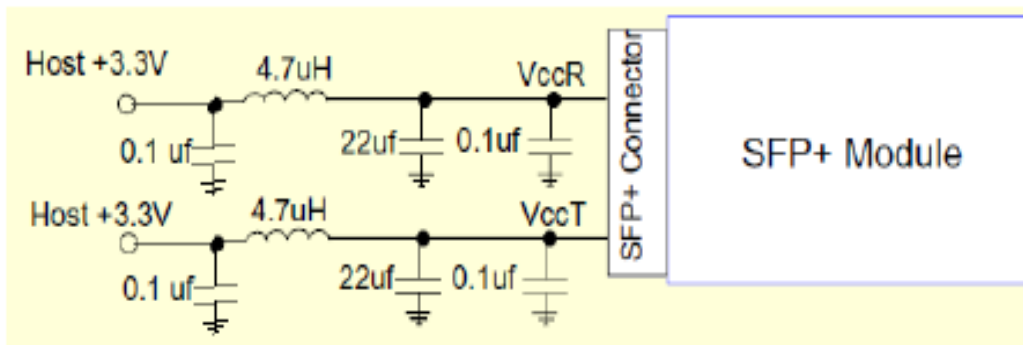 Host +3.3V
4.7uH
VccR
0.1 uf
22uf
0.1uf
Host +3.3V
4.7uH
VccT
0.1 uf
22uf
0.1uf
SFP+ Connector
SFP+ Module